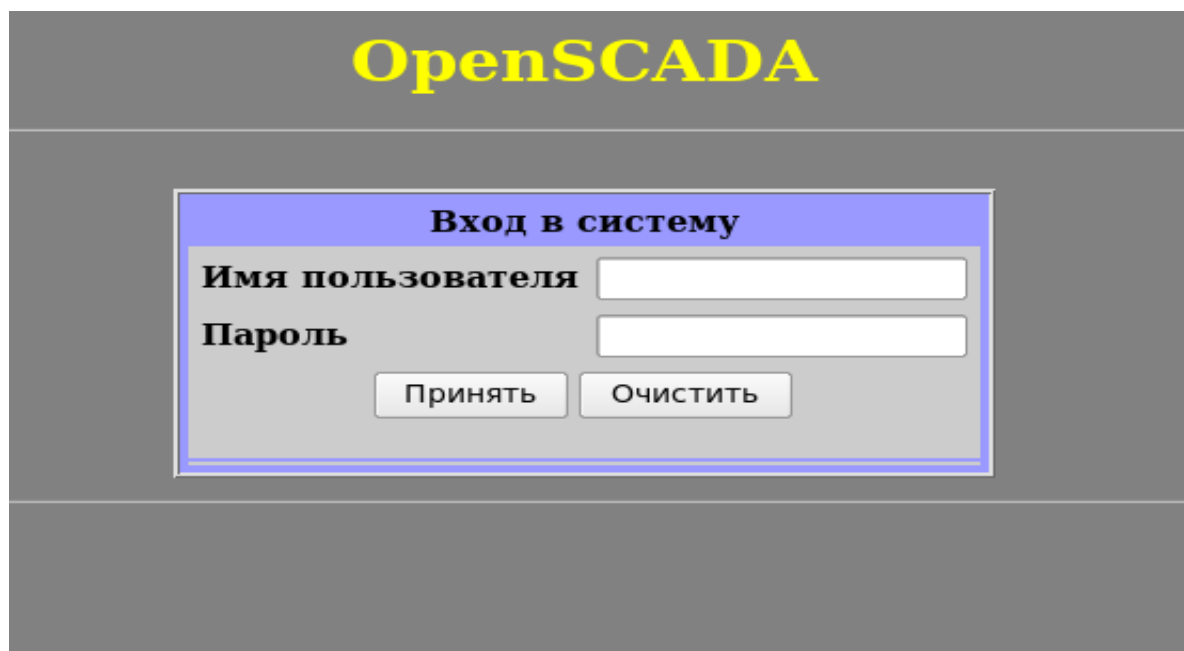 OpenSCADA
Вход в систему
Имя пользователя
Пароль
Принять Очистить